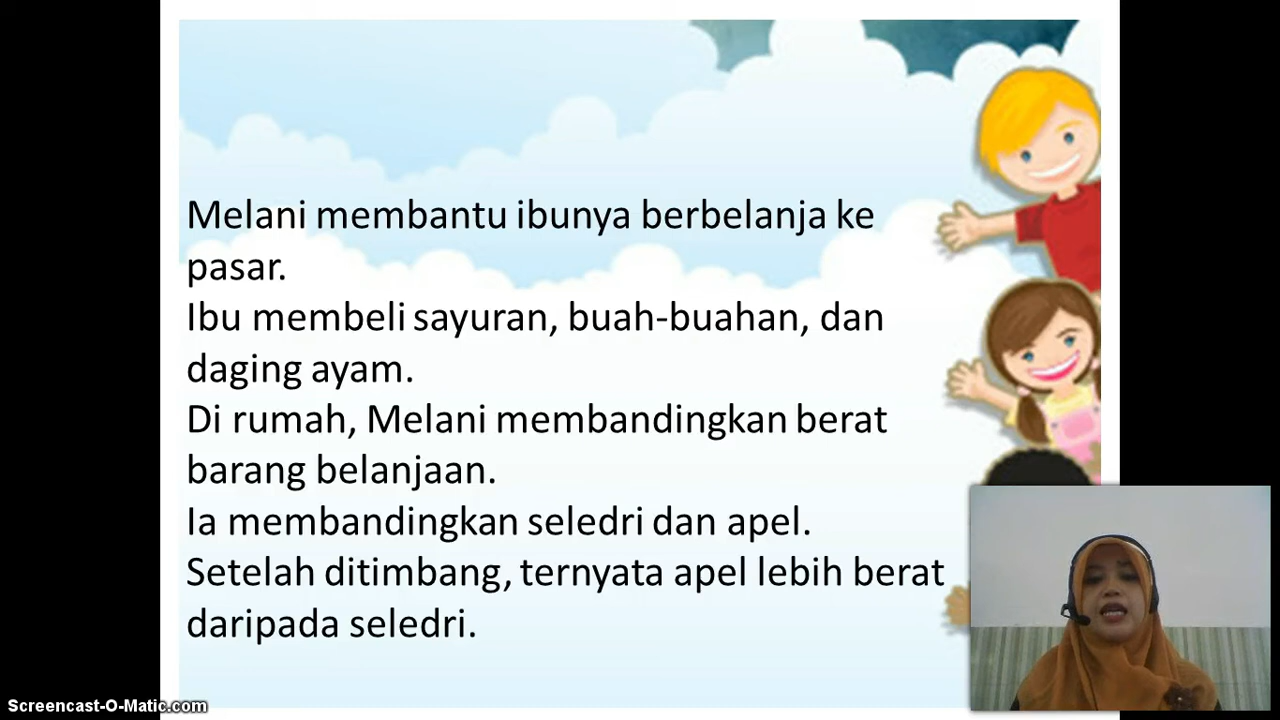 Melani membantu ibunya berbelanja ke
pasar.
Ibu membeli sayuran, buah-buahan, dan
daging ayam.
Di rumah, Melani membandingkan berat
barang belanjaan.
Ia membandingkan seledri dan apel.
Setelah ditimbang, ternyata apel lebih berat
daripada seledri.
Screencast-O-Matic.com